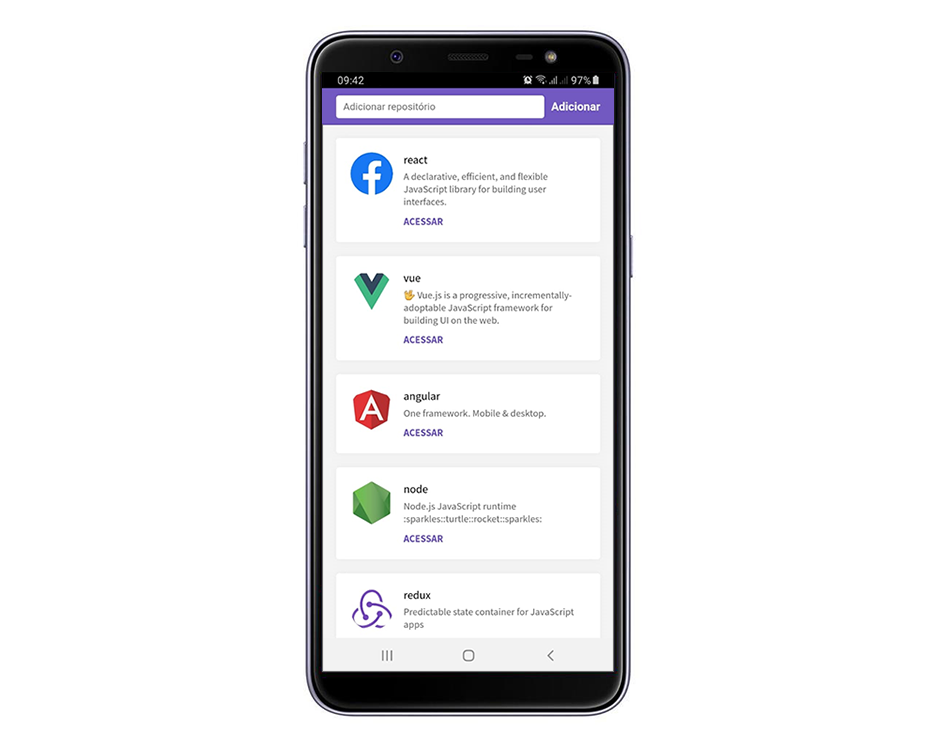 09:42 97%
Adicionar repositório Adicionar
react
A declarative, efficient, and flexible
JavaScript library for building user
interfaces.
ACESSAR
vue
🖖 Vue.js is a progressive, incrementally-
adoptable JavaScript framework for
building UI on the web.
ACESSAR
A
angular
One framework. Mobile & desktop.
ACESSAR
node
Node.js JavaScript runtime
:sparkles::turtle::rocket::sparkles:
ACESSAR
redux
Predictable state container for JavaScript
apps